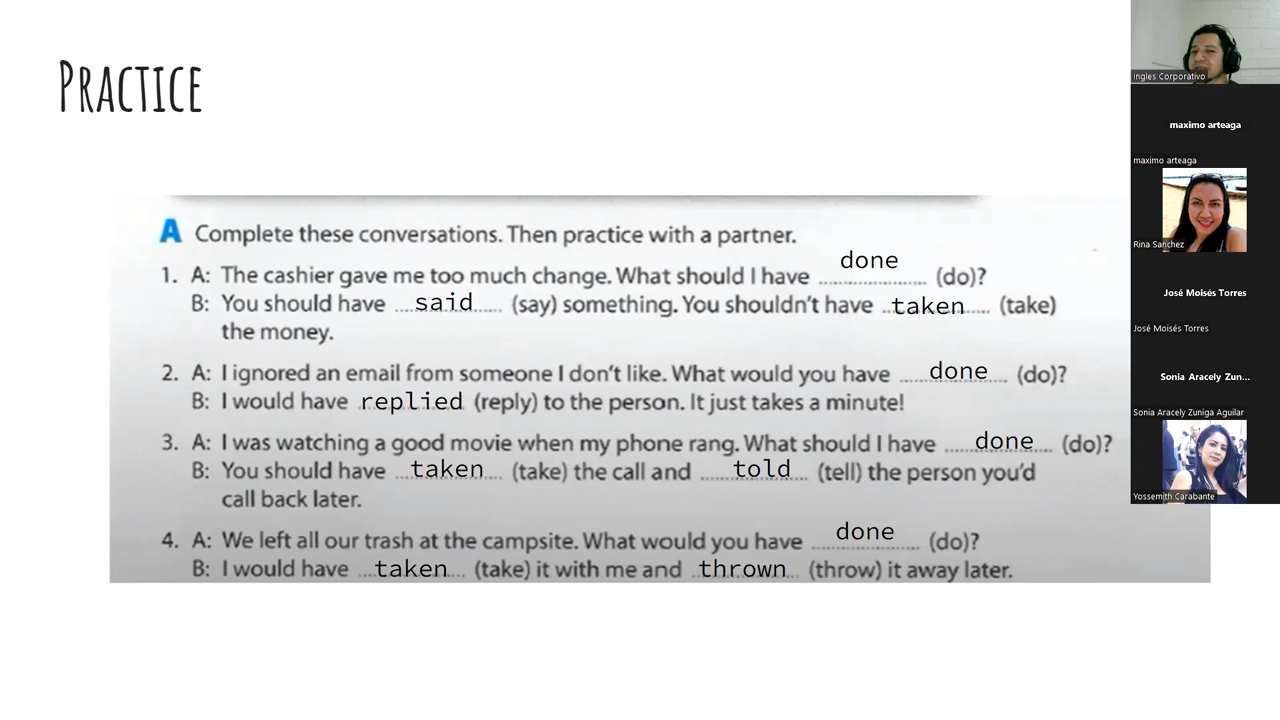 PRACTICE
A Complete these conversations. Then practice with a partner.
1. A: The cashier gave me too much change. What should I have done (do)?
B: You should have said (say) something. You shouldn't have taken (take)
the money.
2. A: I ignored an email from someone I don't like. What would you have done (do)?
B: I would have replied (reply) to the person. It just takes a minute!
3. A: I was watching a good movie when my phone rang. What should I have done (do)?
B: You should have taken (take) the call and told (tell) the person you'd
call back later.
4. A: We left all our trash at the campsite. What would you have done (do)?
B: I would have taken (take) it with me and thrown (throw) it away later.
Ingles Corporativo
maximo arteaga
maximo arteaga
Rina Sanchez
José Moisés Torres
José Moisés Torres
Sonia Aracely Zun...
Sonia Aracely Zuniga Aguilar
Yossemith Carabante